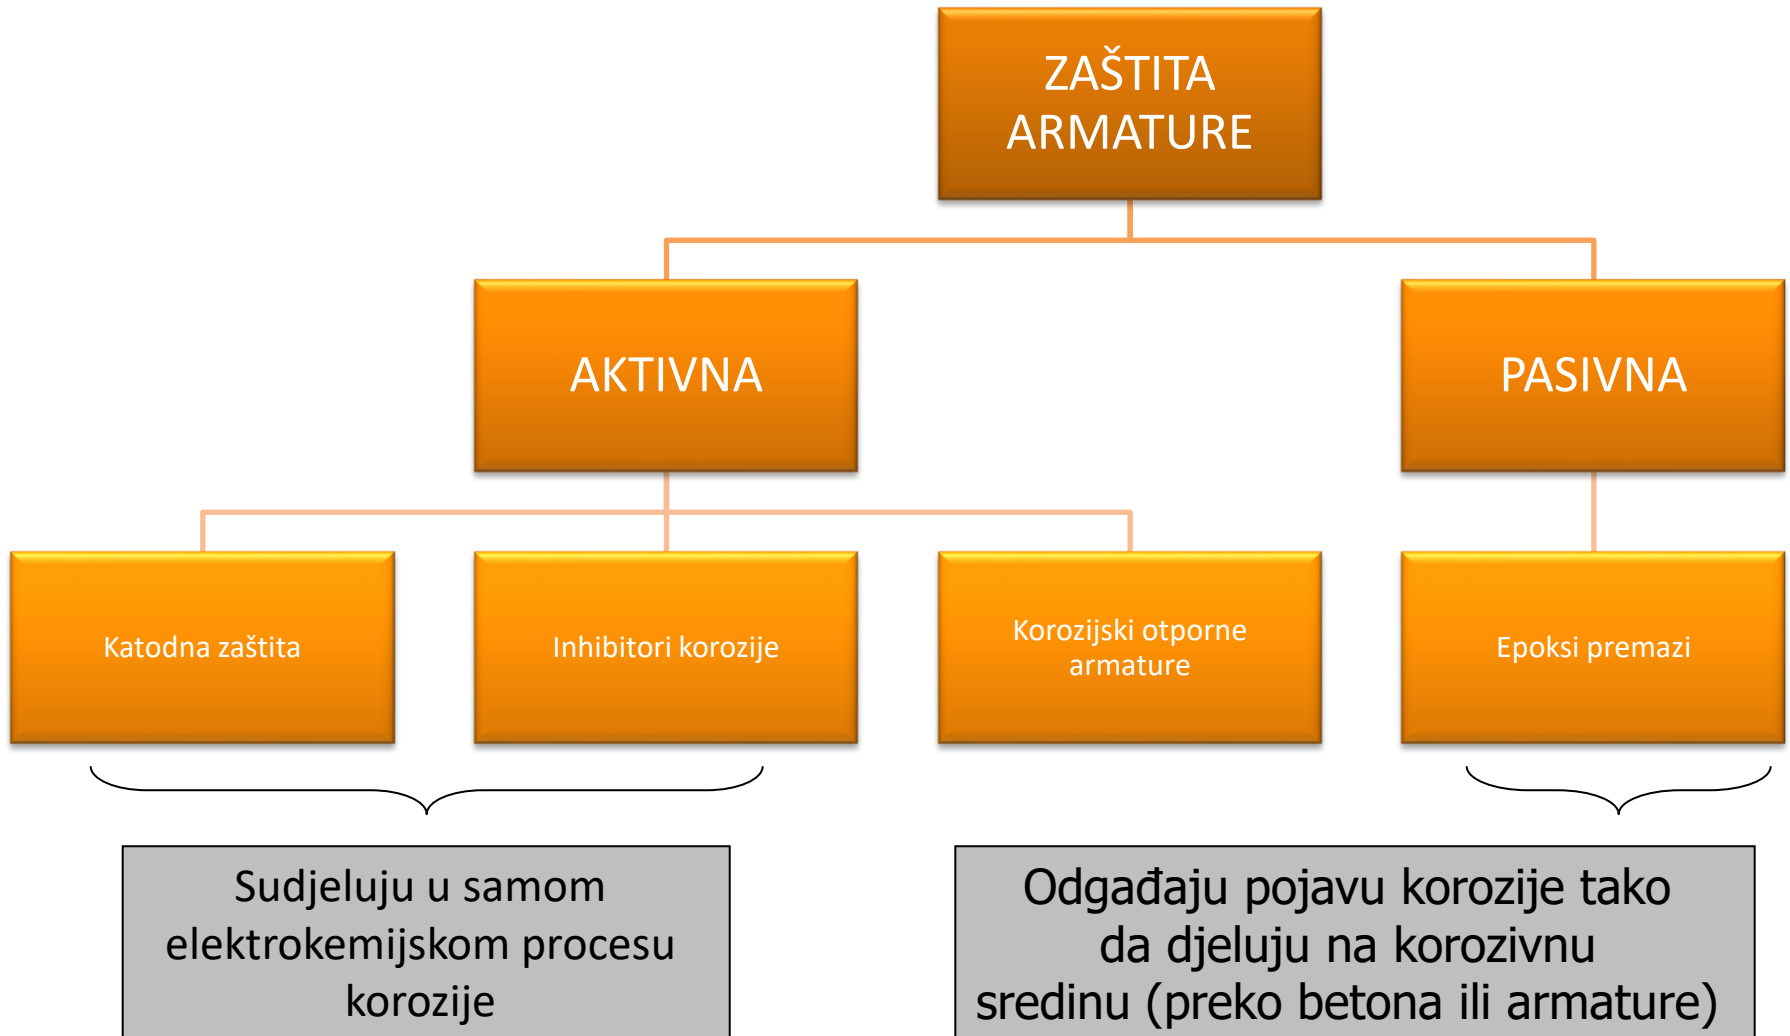 ZAŠTITA
ARMATURE
AKTIVNA
PASIVNA
Katodna zaštita
Inhibitori korozije
Korozijski otporne
armature
Epoksi premazi
Sudjeluju u samom
elektrokemijskom procesu
korozije
Odgađaju pojavu korozije tako
da djeluju na korozivnu
sredinu (preko betona ili armature)